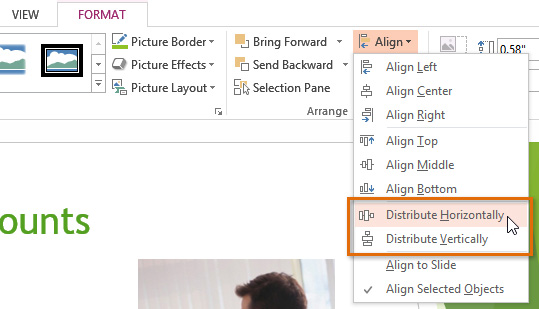 VIEW
FORMAT
Picture Border
Picture Effects
Picture Layout
Bring Forward
Send Backward
Selection Pane
Arrange
Align
0.58"
Align Left
Align Center
Align Right
Align Top
Align Middle
Align Bottom
Distribute Horizontally
Distribute Vertically
Align to Slide
Align Selected Objects
ounts